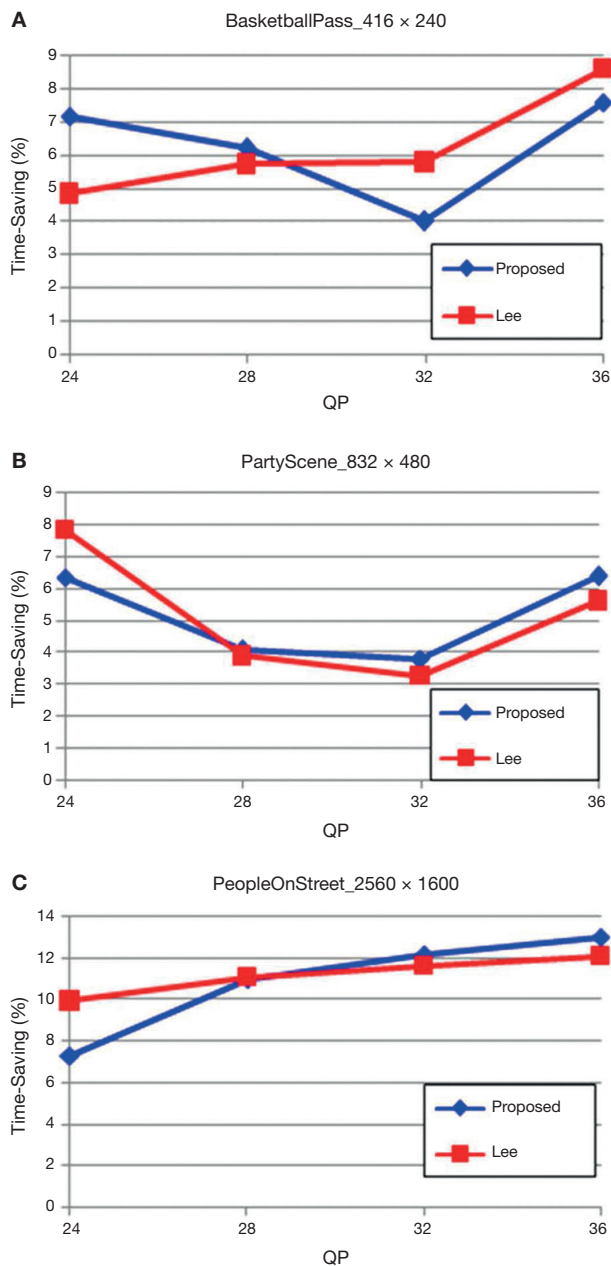 A
BasketballPass_416 × 240
Time-Saving (%)
9
8
7
6
5
4
3
2
1
0
24 28 32 36
QP
Proposed
Lee
B
PartyScene_832 × 480
Time-Saving (%)
9
8
7
6
5
4
3
2
1
0
24 28 32 36
QP
Proposed
Lee
C
PeopleOnStreet_2560 × 1600
Time-Saving (%)
14
12
10
8
6
4
2
0
24 28 32 36
QP
Proposed
Lee